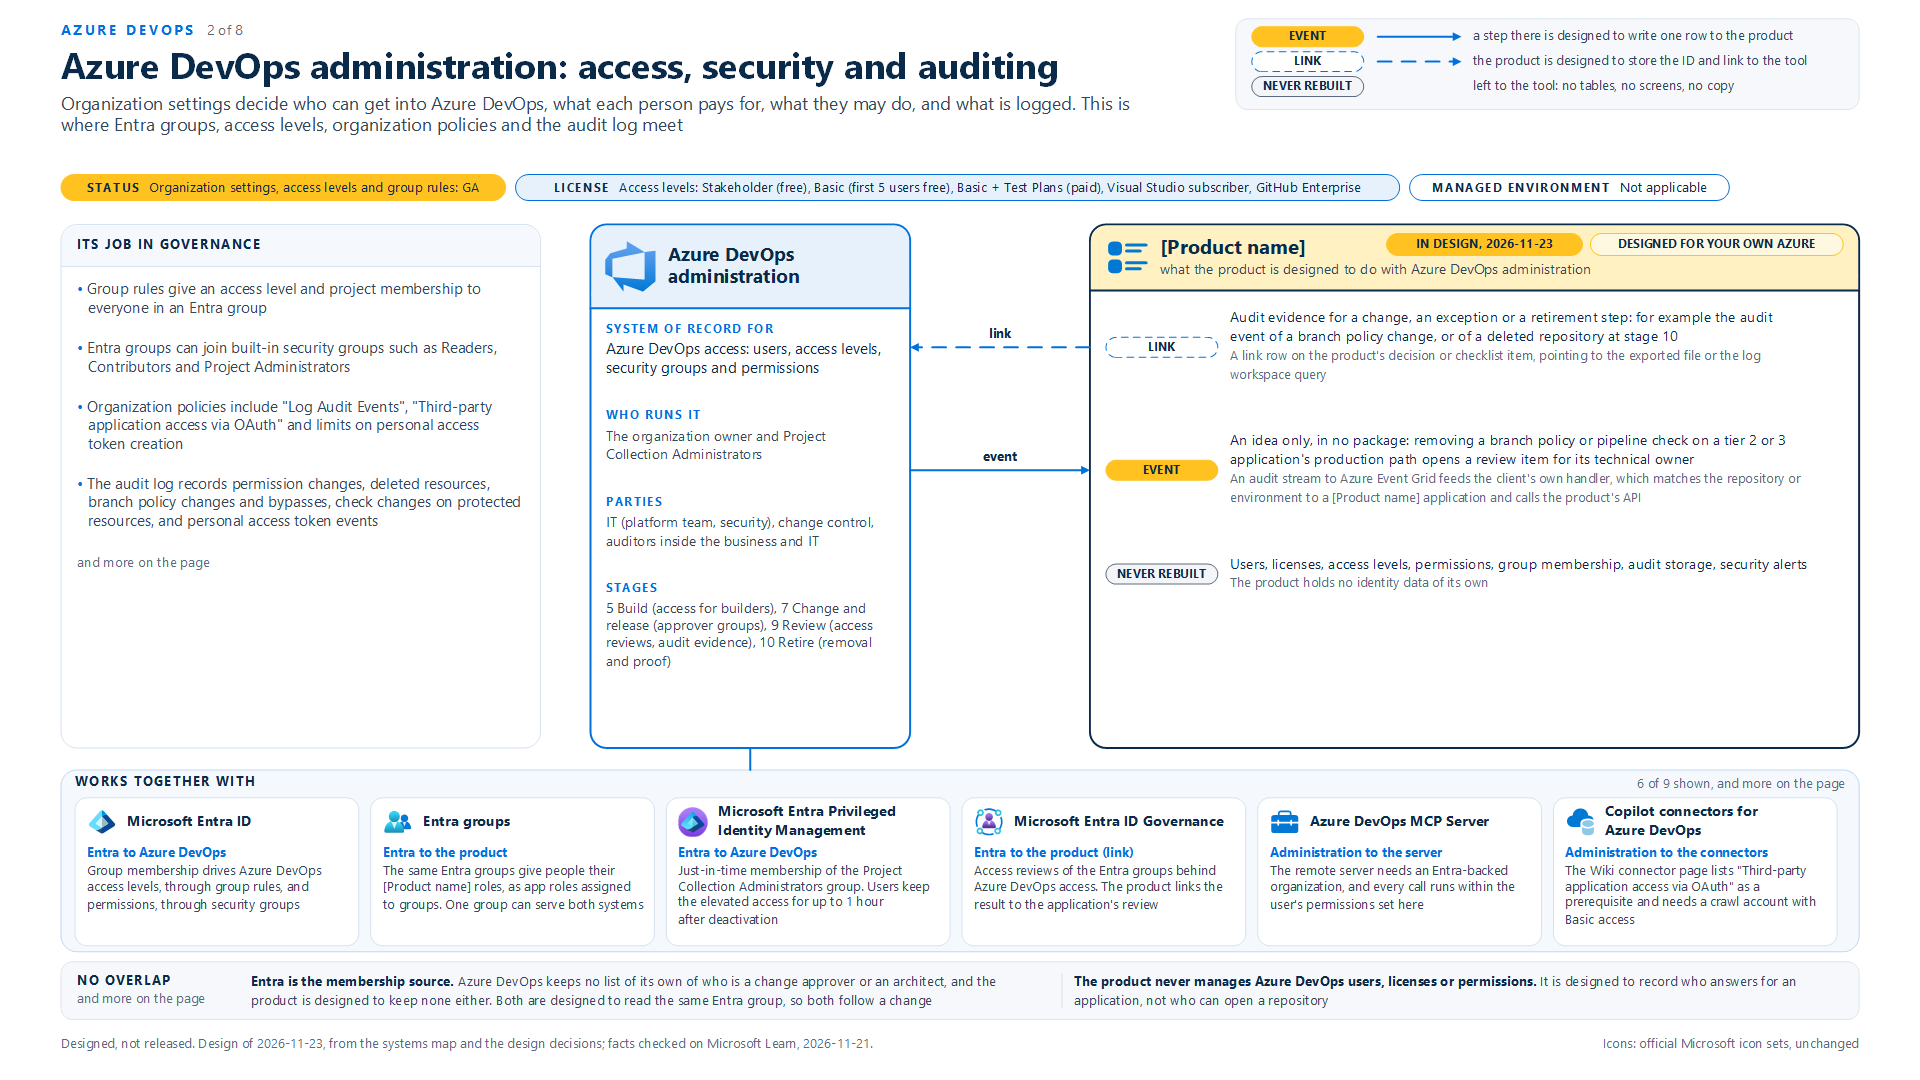 AZURE DEVOPS 2 of 8
Azure DevOps administration: access, security and auditing
Organization settings decide who can get into Azure DevOps, what each person pays for, what they may do, and what is logged. This is
where Entra groups, access levels, organization policies and the audit log meet
EVENT a step there is designed to write one row to the product
LINK the product is designed to store the ID and link to the tool
NEVER REBUILT left to the tool: no tables, no screens, no copy
STATUS Organization settings, access levels and group rules: GA
LICENSE Access levels: Stakeholder (free), Basic (first 5 users free), Basic + Test Plans (paid), Visual Studio subscriber, GitHub Enterprise
MANAGED ENVIRONMENT Not applicable
ITS JOB IN GOVERNANCE
• Group rules give an access level and project membership to
everyone in an Entra group
• Entra groups can join built-in security groups such as Readers,
Contributors and Project Administrators
• Organization policies include "Log Audit Events", "Third-party
application access via OAuth" and limits on personal access
token creation
• The audit log records permission changes, deleted resources,
branch policy changes and bypasses, check changes on protected
resources, and personal access token events
and more on the page
Azure DevOps
administration
SYSTEM OF RECORD FOR
Azure DevOps access: users, access levels,
security groups and permissions
WHO RUNS IT
The organization owner and Project
Collection Administrators
PARTIES
IT (platform team, security), change control,
auditors inside the business and IT
STAGES
5 Build (access for builders), 7 Change and
release (approver groups), 9 Review (access
reviews, audit evidence), 10 Retire (removal
and proof)
link
event
[Product name]
IN DESIGN, 2026-11-23
DESIGNED FOR YOUR OWN AZURE
what the product is designed to do with Azure DevOps administration
LINK
Audit evidence for a change, an exception or a retirement step: for example the audit
event of a branch policy change, or of a deleted repository at stage 10
A link row on the product's decision or checklist item, pointing to the exported file or the log
workspace query
EVENT
An idea only, in no package: removing a branch policy or pipeline check on a tier 2 or 3
application's production path opens a review item for its technical owner
An audit stream to Azure Event Grid feeds the client's own handler, which matches the repository or
environment to a [Product name] application and calls the product's API
NEVER REBUILT
Users, licenses, access levels, permissions, group membership, audit storage, security alerts
The product holds no identity data of its own
WORKS TOGETHER WITH
6 of 9 shown, and more on the page
Microsoft Entra ID
Entra to Azure DevOps
Group membership drives Azure DevOps
access levels, through group rules, and
permissions, through security groups
Entra groups
Entra to the product
The same Entra groups give people their
[Product name] roles, as app roles assigned
to groups. One group can serve both systems
Microsoft Entra Privileged
Identity Management
Entra to Azure DevOps
Just-in-time membership of the Project
Collection Administrators group. Users keep
the elevated access for up to 1 hour
after deactivation
Microsoft Entra ID Governance
Entra to the product (link)
Access reviews of the Entra groups behind
Azure DevOps access. The product links the
result to the application's review
Azure DevOps MCP Server
Administration to the server
The remote server needs an Entra-backed
organization, and every call runs within the
user's permissions set here
Copilot connectors for
Azure DevOps
Administration to the connectors
The Wiki connector page lists "Third-party
application access via OAuth" as a
prerequisite and needs a crawl account with
Basic access
NO OVERLAP
and more on the page
Entra is the membership source. Azure DevOps keeps no list of its own of who is a change approver or an architect, and the
product is designed to keep none either. Both are designed to read the same Entra group, so both follow a change
The product never manages Azure DevOps users, licenses or permissions. It is designed to record who answers for an
application, not who can open a repository
Designed, not released. Design of 2026-11-23, from the systems map and the design decisions; facts checked on Microsoft Learn, 2026-11-21.
Icons: official Microsoft icon sets, unchanged